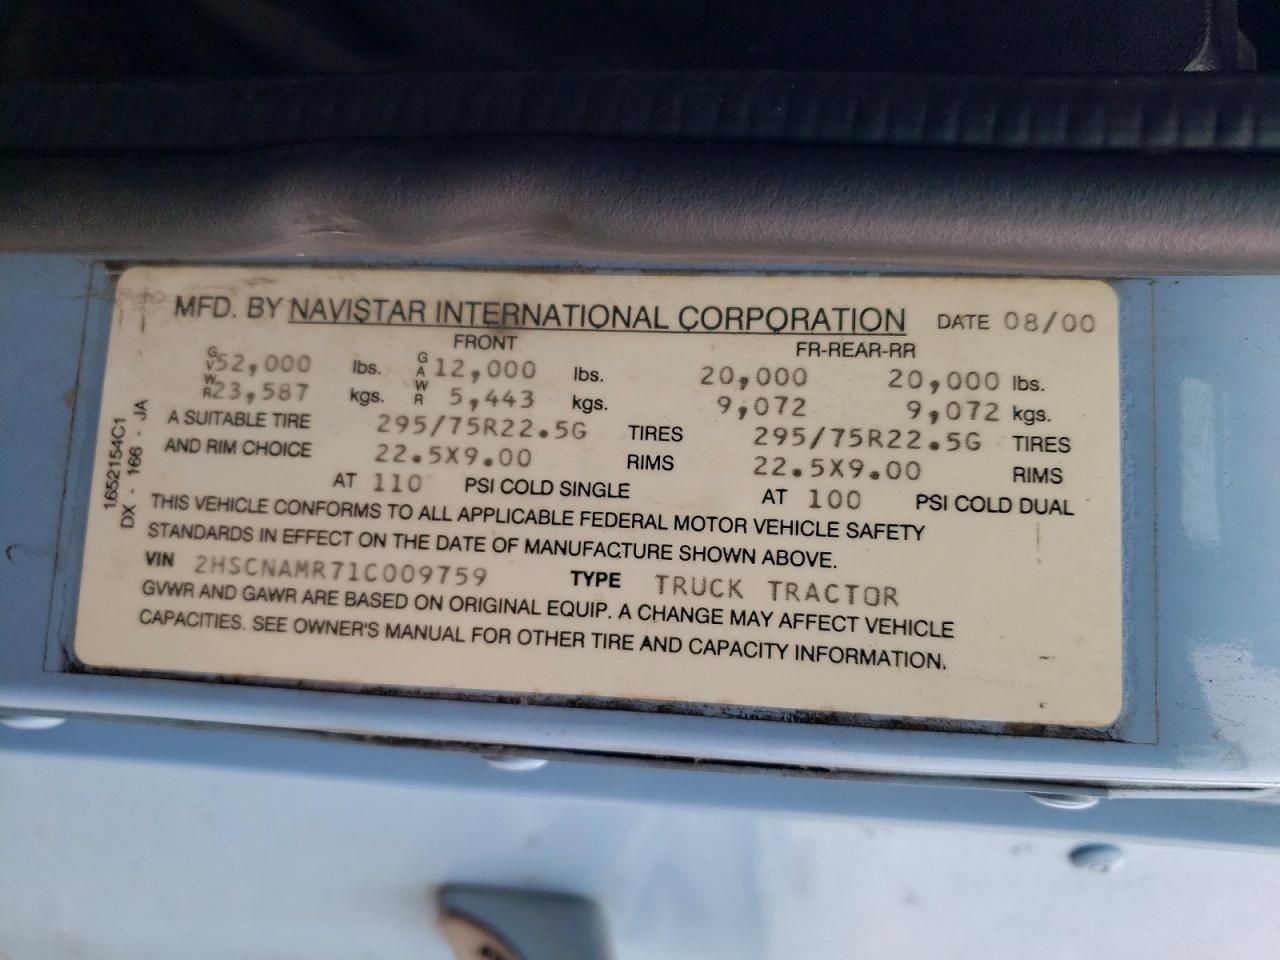 MFD. BY NAVISTAR INTERNATIONAL CORPORATION DATE 08/00
FRONT FR-REAR-RR
GVWR 52,000 lbs. GAWR 12,000 lbs. 20,000 20,000 lbs.
23,587 kgs. 5,443 kgs. 9,072 9,072 kgs.
A SUITABLE TIRE 295/75R22.5G TIRES 295/75R22.5G TIRES
AND RIM CHOICE 22.5X9.00 RIMS 22.5X9.00 RIMS
AT 110 PSI COLD SINGLE AT 100 PSI COLD DUAL
THIS VEHICLE CONFORMS TO ALL APPLICABLE FEDERAL MOTOR VEHICLE SAFETY
STANDARDS IN EFFECT ON THE DATE OF MANUFACTURE SHOWN ABOVE.
VIN 2HSCNAMR71C009759 TYPE TRUCK TRACTOR
GVWR AND GAWR ARE BASED ON ORIGINAL EQUIP. A CHANGE MAY AFFECT VEHICLE
CAPACITIES. SEE OWNER'S MANUAL FOR OTHER TIRE AND CAPACITY INFORMATION.
1652154C1
DX - 166 - JA